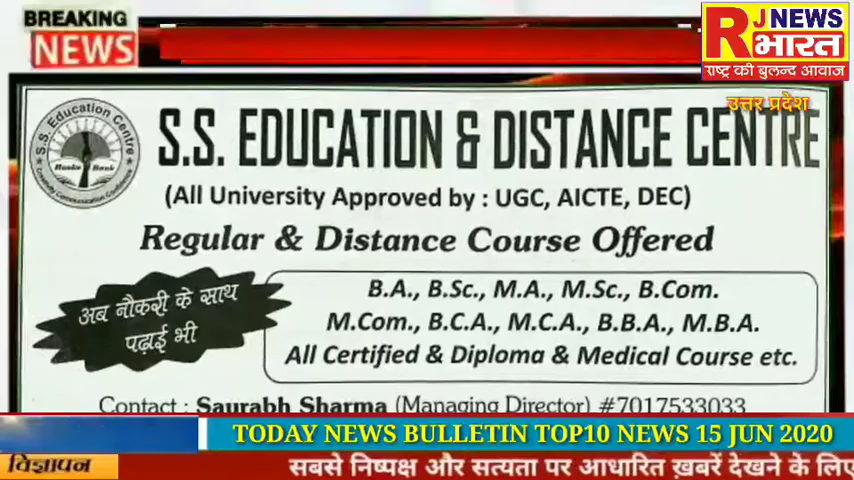 BREAKING
NEWS
RJ NEWS
भारत
राष्ट्र की बुलन्द आवाज
उत्तर प्रदेश
S.S. Education Centre
Creativity Communication Confidence
S.S. EDUCATION & DISTANCE CENTRE
(All University Approved by : UGC, AICTE, DEC)
Regular & Distance Course Offered
अब नौकरी के साथ
पढ़ाई भी
B.A., B.Sc., M.A., M.Sc., B.Com.
M.Com., B.C.A., M.C.A., B.B.A., M.B.A.
All Certified & Diploma & Medical Course etc.
Contact : Saurabh Sharma (Managing Director) #7017533033
TODAY NEWS BULLETIN TOP10 NEWS 15 JUN 2020
विज्ञापन
सबसे निष्पक्ष और सत्यता पर आधारित ख़बरें देखने के लिए